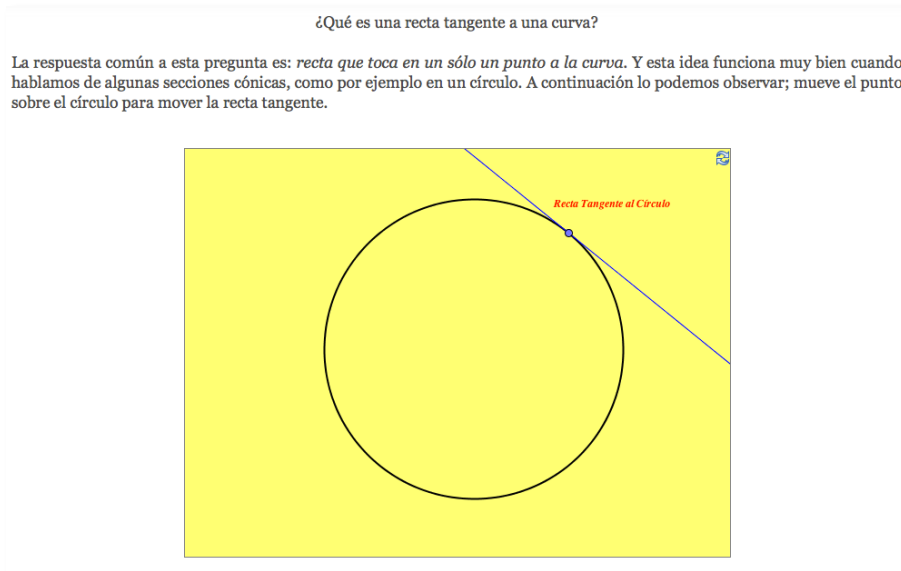 ¿Qué es una recta tangente a una curva?
La respuesta común a esta pregunta es: recta que toca en un sólo un punto a la curva. Y esta idea funciona muy bien cuando
hablamos de algunas secciones cónicas, como por ejemplo en un círculo. A continuación lo podemos observar; mueve el punto
sobre el círculo para mover la recta tangente.
Recta Tangente al Círculo